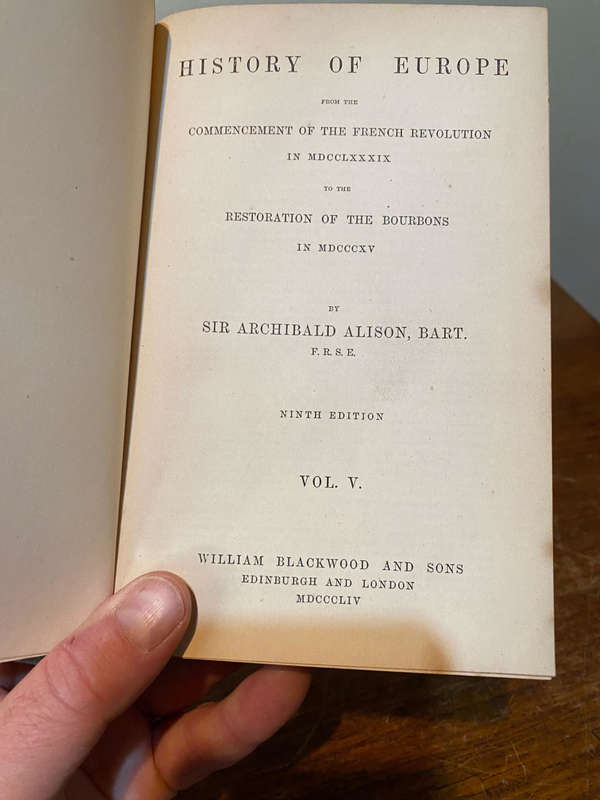 HISTORY OF EUROPE
FROM THE
COMMENCEMENT OF THE FRENCH REVOLUTION
IN MDCCLXXXIX
TO THE
RESTORATION OF THE BOURBONS
IN MDCCCXV
BY
SIR ARCHIBALD ALISON, BART.
F. R. S. E.
NINTH EDITION
VOL. V.
WILLIAM BLACKWOOD AND SONS
EDINBURGH AND LONDON
MDCCCLIV